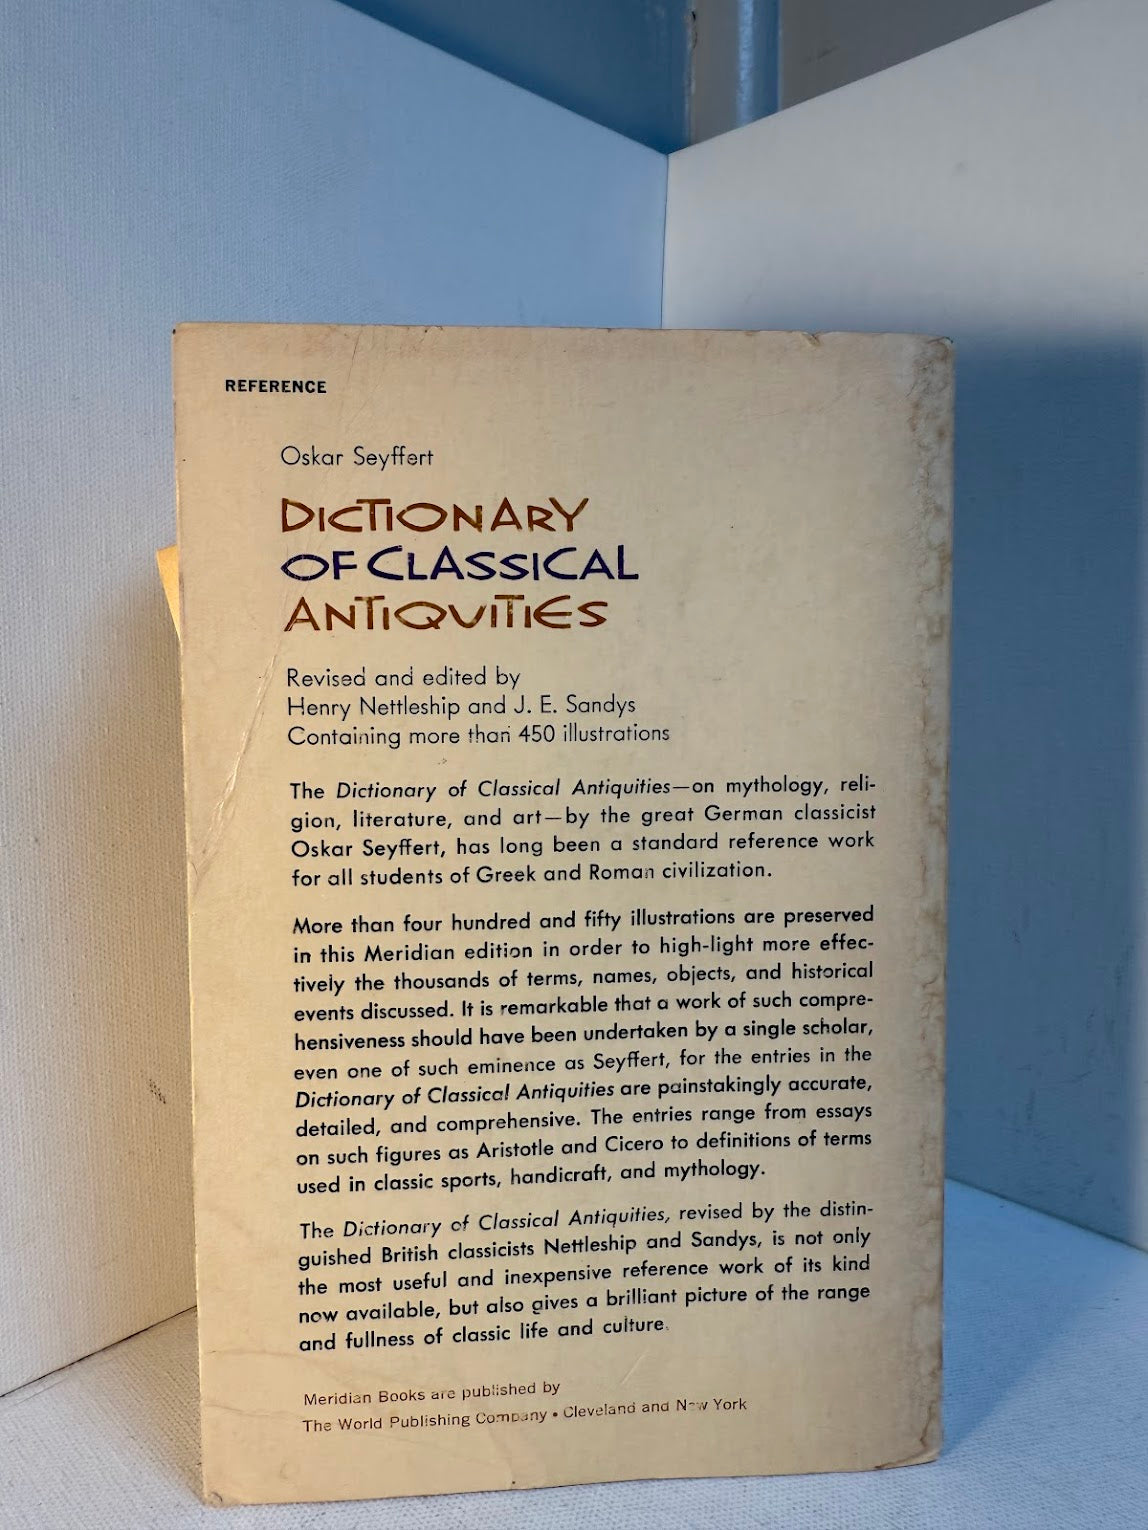 REFERENCE
Oskar Seyffert
DICTIONARY
OF CLASSICAL
ANTIQUITIES
Revised and edited by
Henry Nettleship and J. E. Sandys
Containing more than 450 illustrations
The Dictionary of Classical Antiquities—on mythology, reli-
gion, literature, and art—by the great German classicist
Oskar Seyffert, has long been a standard reference work
for all students of Greek and Roman civilization.
More than four hundred and fifty illustrations are preserved
in this Meridian edition in order to high-light more effec-
tively the thousands of terms, names, objects, and historical
events discussed. It is remarkable that a work of such compre-
hensiveness should have been undertaken by a single scholar,
even one of such eminence as Seyffert, for the entries in the
Dictionary of Classical Antiquities are painstakingly accurate,
detailed, and comprehensive. The entries range from essays
on such figures as Aristotle and Cicero to definitions of terms
used in classic sports, handicraft, and mythology.
The Dictionary of Classical Antiquities, revised by the distin-
guished British classicists Nettleship and Sandys, is not only
the most useful and inexpensive reference work of its kind
now available, but also gives a brilliant picture of the range
and fullness of classic life and culture.
Meridian Books are published by
The World Publishing Company • Cleveland and New York